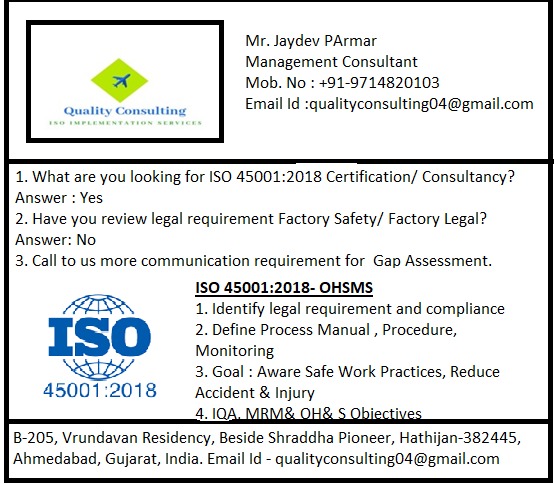 Mr. Jaydev PArmar
Management Consultant
Mob. No : +91-9714820103
Email Id :qualityconsulting04@gmail.com
Quality Consulting
ISO IMPLEMENTATION SERVICES
1. What are you looking for ISO 45001:2018 Certification/ Consultancy?
Answer : Yes
2. Have you review legal requirement Factory Safety/ Factory Legal?
Answer: No
3. Call to us more communication requirement for Gap Assessment.
ISO 45001:2018- OHSMS
1. Identify legal requirement and compliance
2. Define Process Manual , Procedure,
Monitoring
3. Goal : Aware Safe Work Practices, Reduce
Accident & Injury
4. IQA, MRM& OH& S Objectives
ISO
45001:2018
B-205, Vrundavan Residency, Beside Shraddha Pioneer, Hathijan-382445,
Ahmedabad, Gujarat, India. Email Id - qualityconsulting04@gmail.com